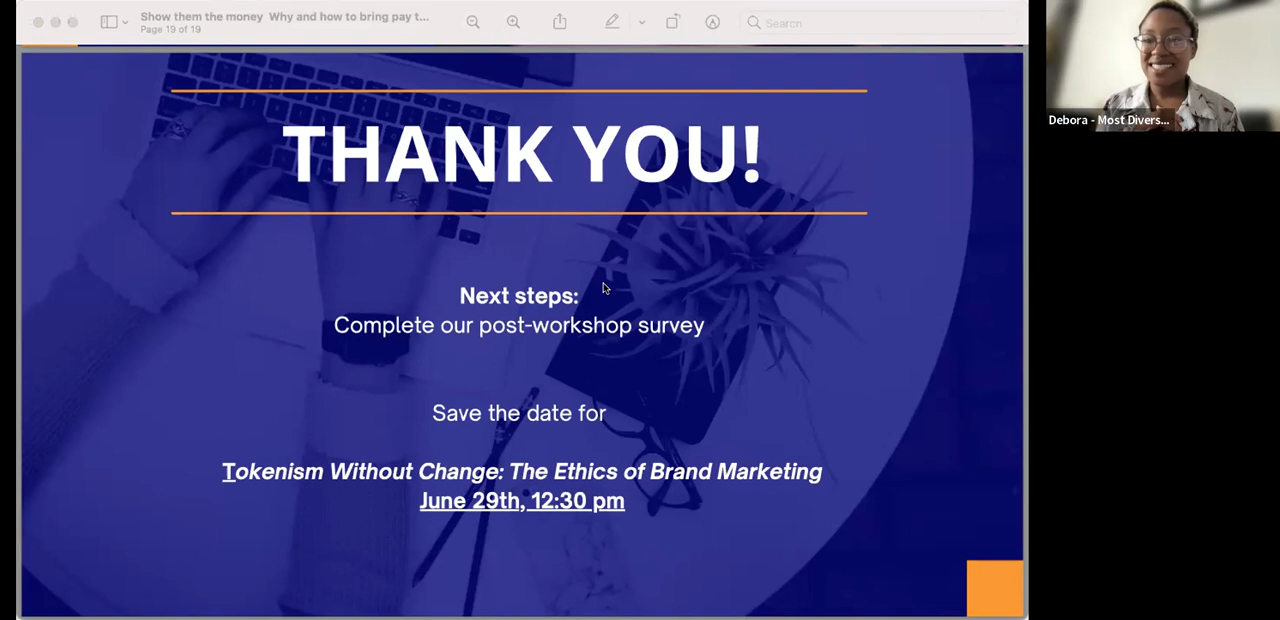 Show them the money Why and how to bring pay t...
Page 19 of 19
Search
THANK YOU!
Next steps:
Complete our post-workshop survey
Save the date for
Tokenism Without Change: The Ethics of Brand Marketing
June 29th, 12:30 pm
Debora - Most Divers...